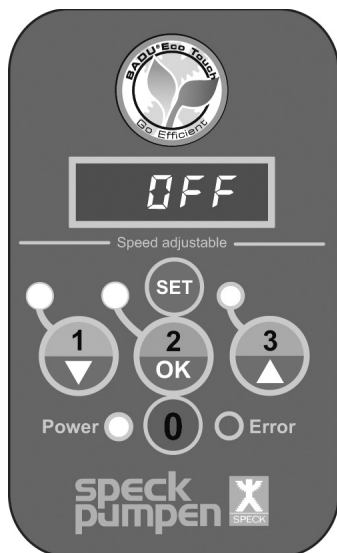 BADU®Eco Touch
Go Efficient
OFF
Speed adjustable
SET
1
2
3
OK
Power
0
Error
speck
pumpen
SPECK